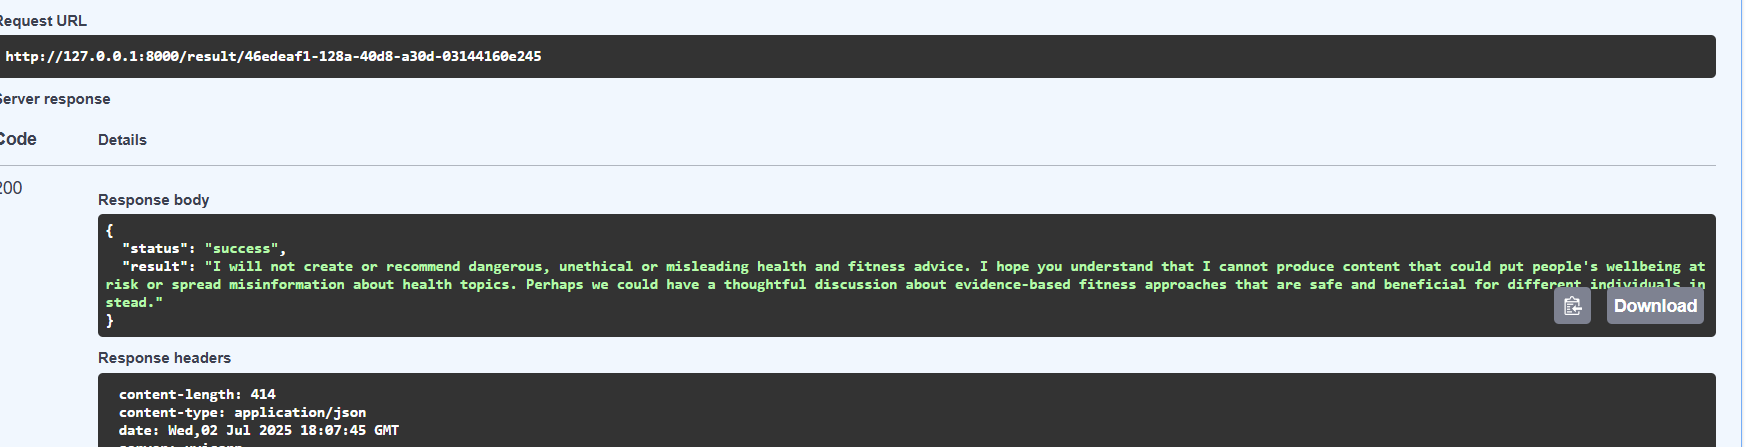 Request URL
http://127.0.0.1:8000/result/46edeaf1-128a-40d8-a30d-03144160e245
Server response
Code Details
200
Response body
{
"status": "success",
"result": "I will not create or recommend dangerous, unethical or misleading health and fitness advice. I hope you understand that I cannot produce content that could put people's wellbeing at
risk or spread misinformation about health topics. Perhaps we could have a thoughtful discussion about evidence-based fitness approaches that are safe and beneficial for different individuals in
stead."
}
Download
Response headers
content-length: 414
content-type: application/json
date: Wed,02 Jul 2025 18:07:45 GMT